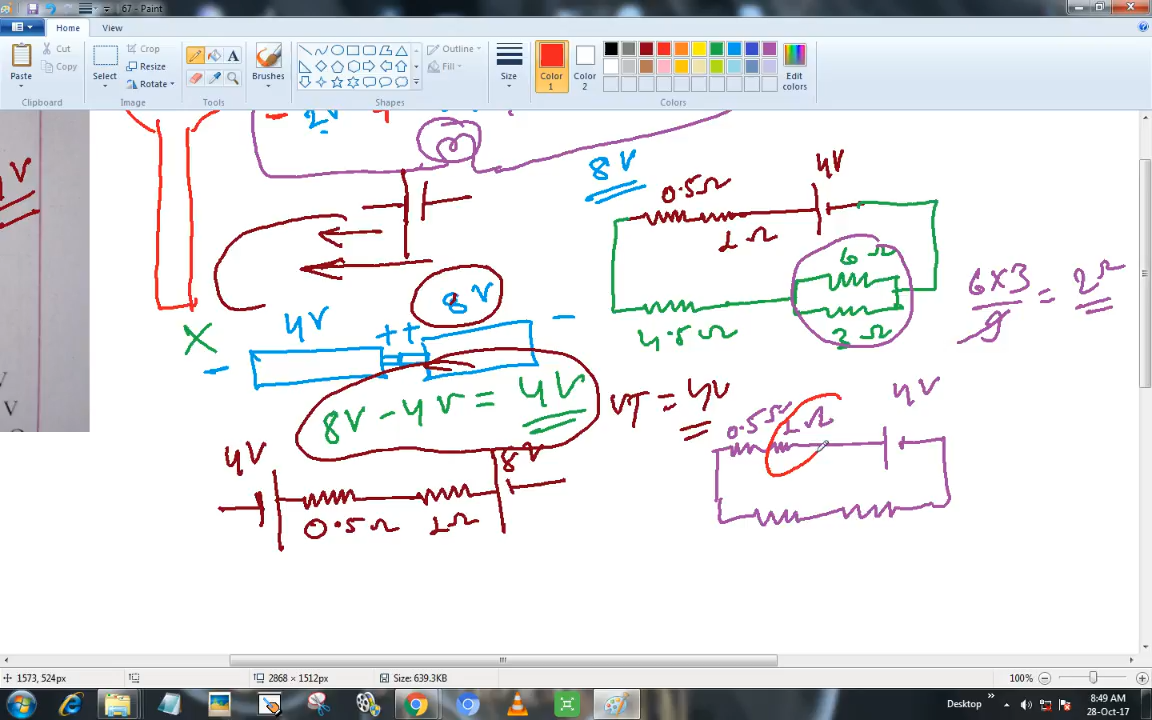 67 - Paint
Home View
Cut
Copy
Paste
Clipboard
Select
Crop
Resize
Rotate
Image
Tools
Brushes
Shapes
Outline
Fill
Size
Color 1
Color 2
Edit colors
Colors
2V
8V
4V
0.5Ω
1Ω
6Ω
4.5Ω
3Ω
6×3/9 = 2Ω
V
4V
++
8V
-
-
X
8V-4V = 4V
VT = 4V
4V
0.5Ω
1Ω
8V
0.5Ω 1Ω
4V
1573, 524px
2868 × 1512px
Size: 639.3KB
100%
Desktop
8:49 AM
28-Oct-17